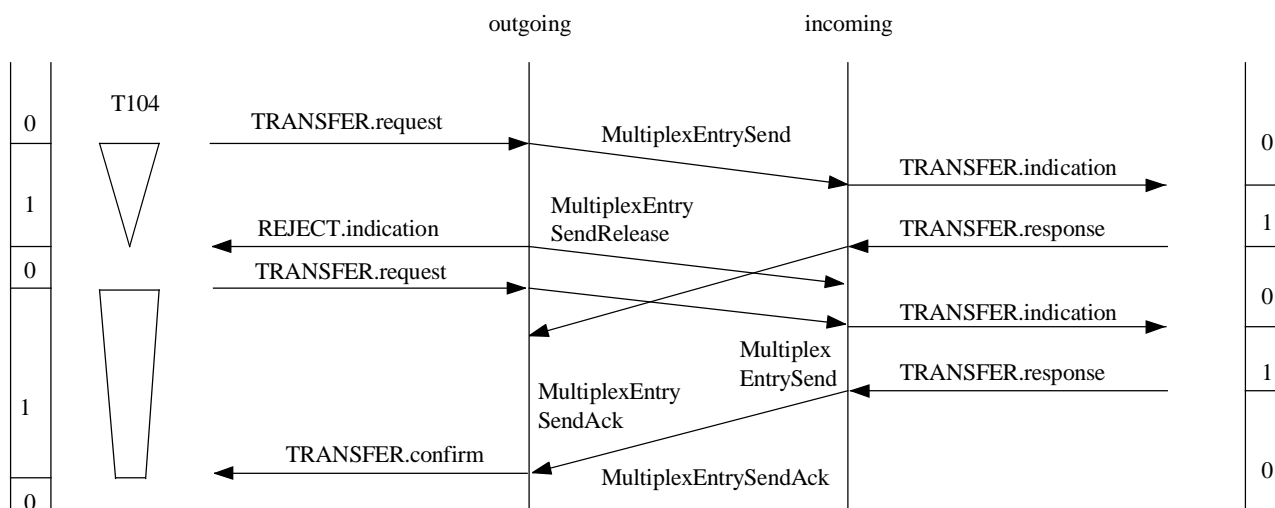 outgoing
incoming
T104
0
TRANSFER.request
MultiplexEntrySend
0
TRANSFER.indication
1
MultiplexEntry
SendRelease
REJECT.indication
TRANSFER.response
1
0
TRANSFER.request
0
TRANSFER.indication
Multiplex
EntrySend
TRANSFER.response
1
1
MultiplexEntry
SendAck
TRANSFER.confirm
MultiplexEntrySendAck
0
0